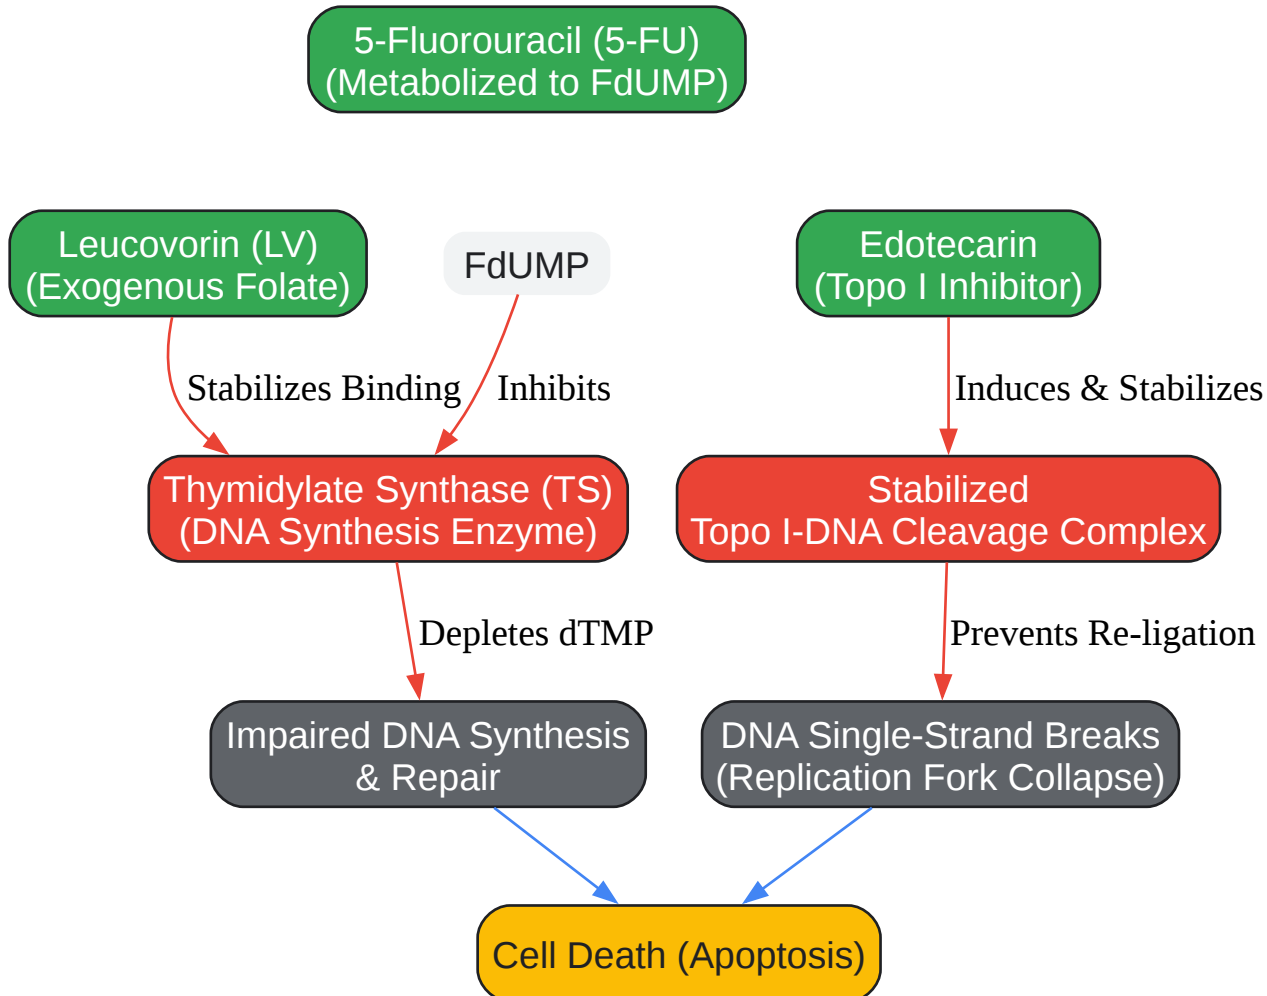 5-Fluorouracil (5-FU)
(Metabolized to FdUMP)
Leucovorin (LV)
(Exogenous Folate)
FdUMP
Edotecarin
(Topo I Inhibitor)
Stabilizes Binding
Inhibits
Induces & Stabilizes
Thymidylate Synthase (TS)
(DNA Synthesis Enzyme)
Stabilized
Topo I-DNA Cleavage Complex
Depletes dTMP
Prevents Re-ligation
Impaired DNA Synthesis
& Repair
DNA Single-Strand Breaks
(Replication Fork Collapse)
Cell Death (Apoptosis)